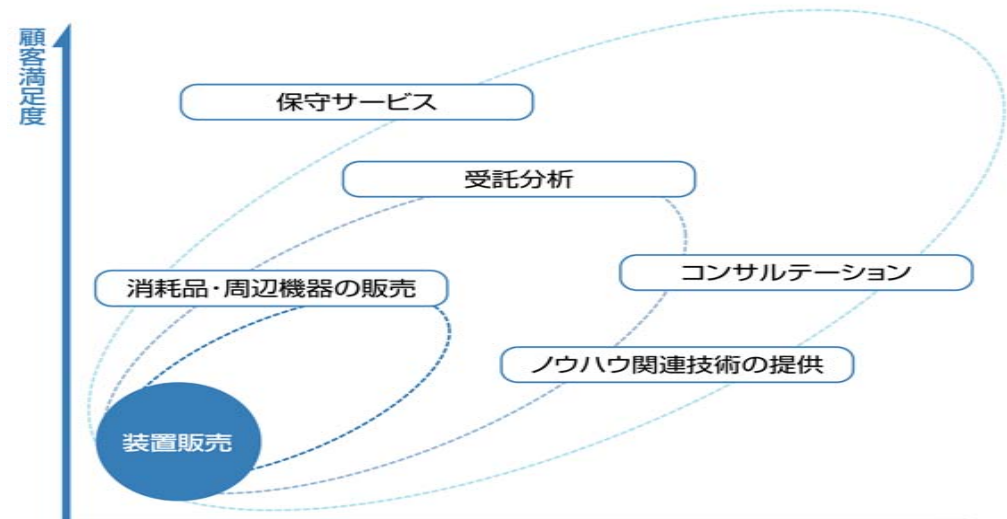 顧客満足度
保守サービス
受託分析
コンサルテーション
消耗品・周辺機器の販売
ノウハウ関連技術の提供
装置販売